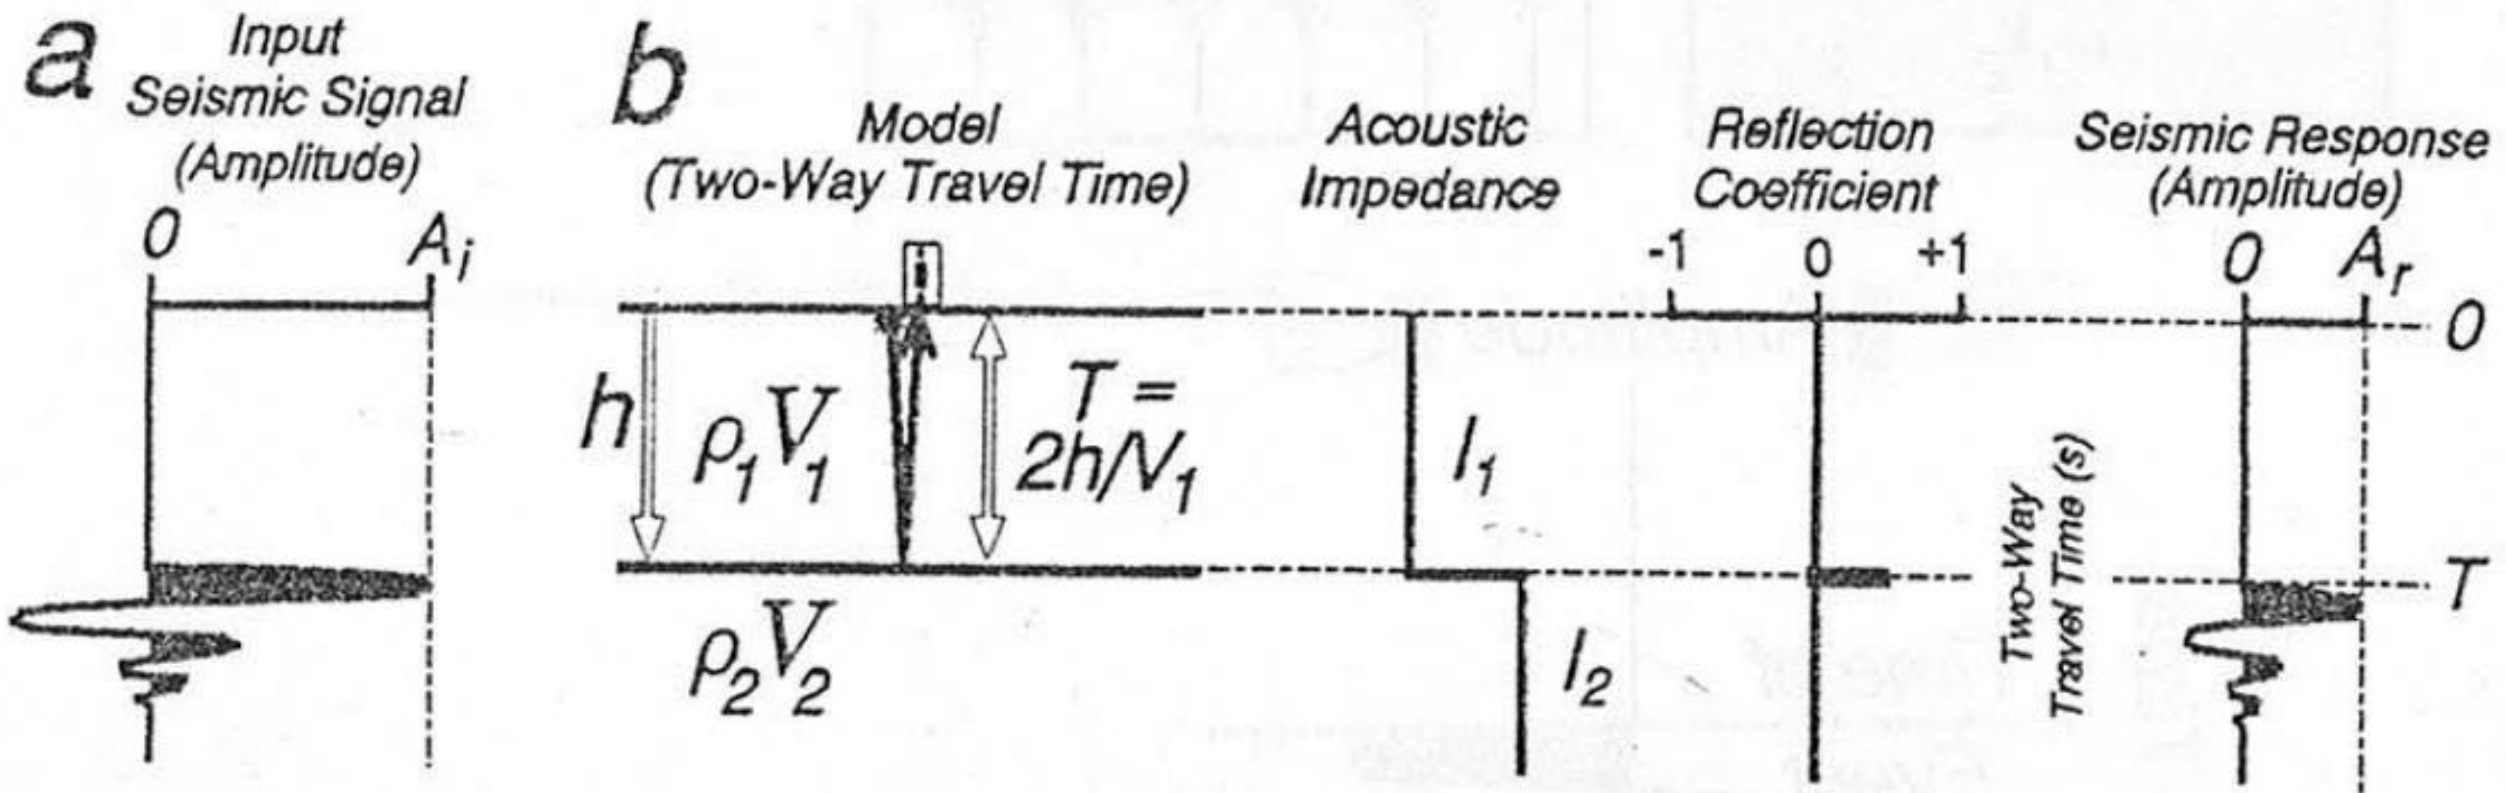 a
Input
Seismic Signal
(Amplitude)
0 Ai
b
Model
(Two-Way Travel Time)
h
ρ1V1
T =
2h/V1
ρ2V2
Acoustic
Impedance
I1
I2
Reflection
Coefficient
-1 0 +1
Two-Way
Travel Time (s)
Seismic Response
(Amplitude)
0 Ar
0
T